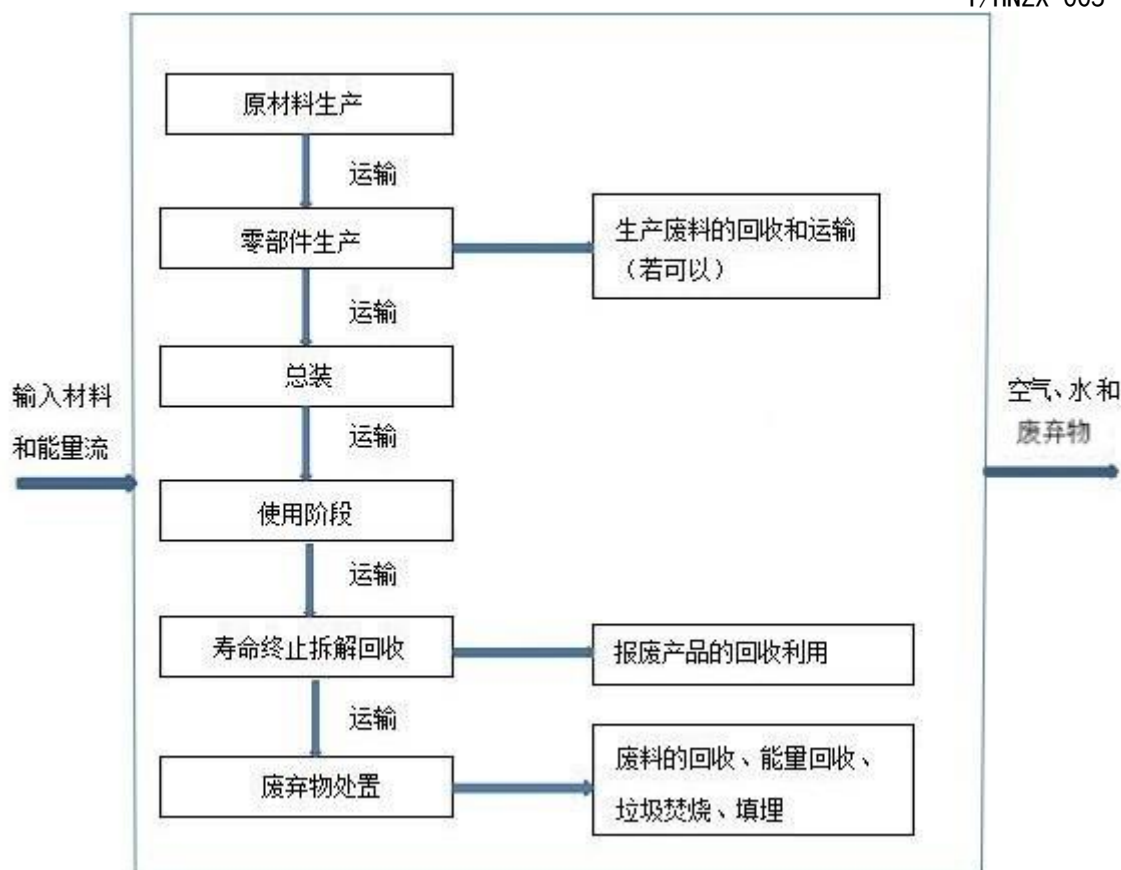 原材料生产
运输
零部件生产
生产废料的回收和运输
（若可以）
运输
总装
输入材料
和能量流
空气、水和
废弃物
运输
使用阶段
运输
寿命终止拆解回收
报废产品的回收利用
运输
废弃物处置
废料的回收、能量回收、
垃圾焚烧、填埋